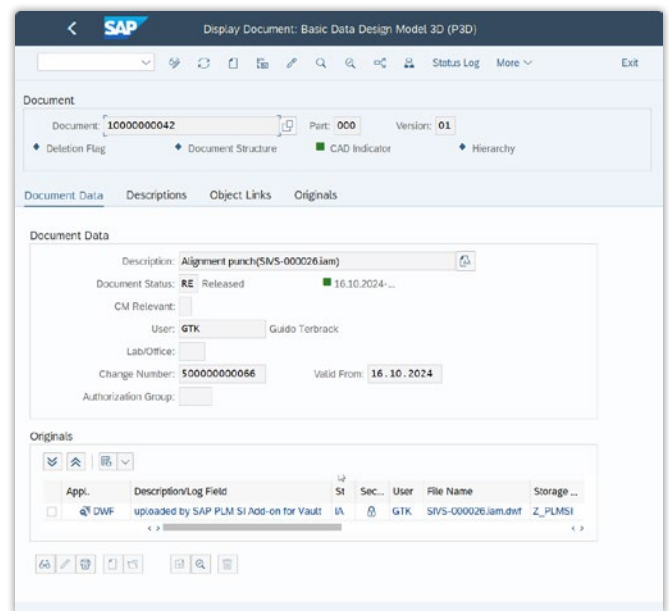 SAP Display Document: Basic Data Design Model 3D (P3D)
Status Log More Exit
Document
Document: 10000000042 Part: 000 Version: 01
Deletion Flag Document Structure CAD Indicator Hierarchy
Document Data Descriptions Object Links Originals
Document Data
Description: Alignment punch(SIVS-000026.iam)
Document Status: RE Released 16.10.2024-...
CM Relevant:
User: GTK Guido Terbrack
Lab/Office:
Change Number: 500000000066 Valid From: 16.10.2024
Authorization Group:
Originals
Appl.. Description/Log Field St Sec... User File Name Storage ...
DWF uploaded by SAP PLM SI Add-on for Vault IA GTK SIVS-000026.iam.dwf Z_PLMSI